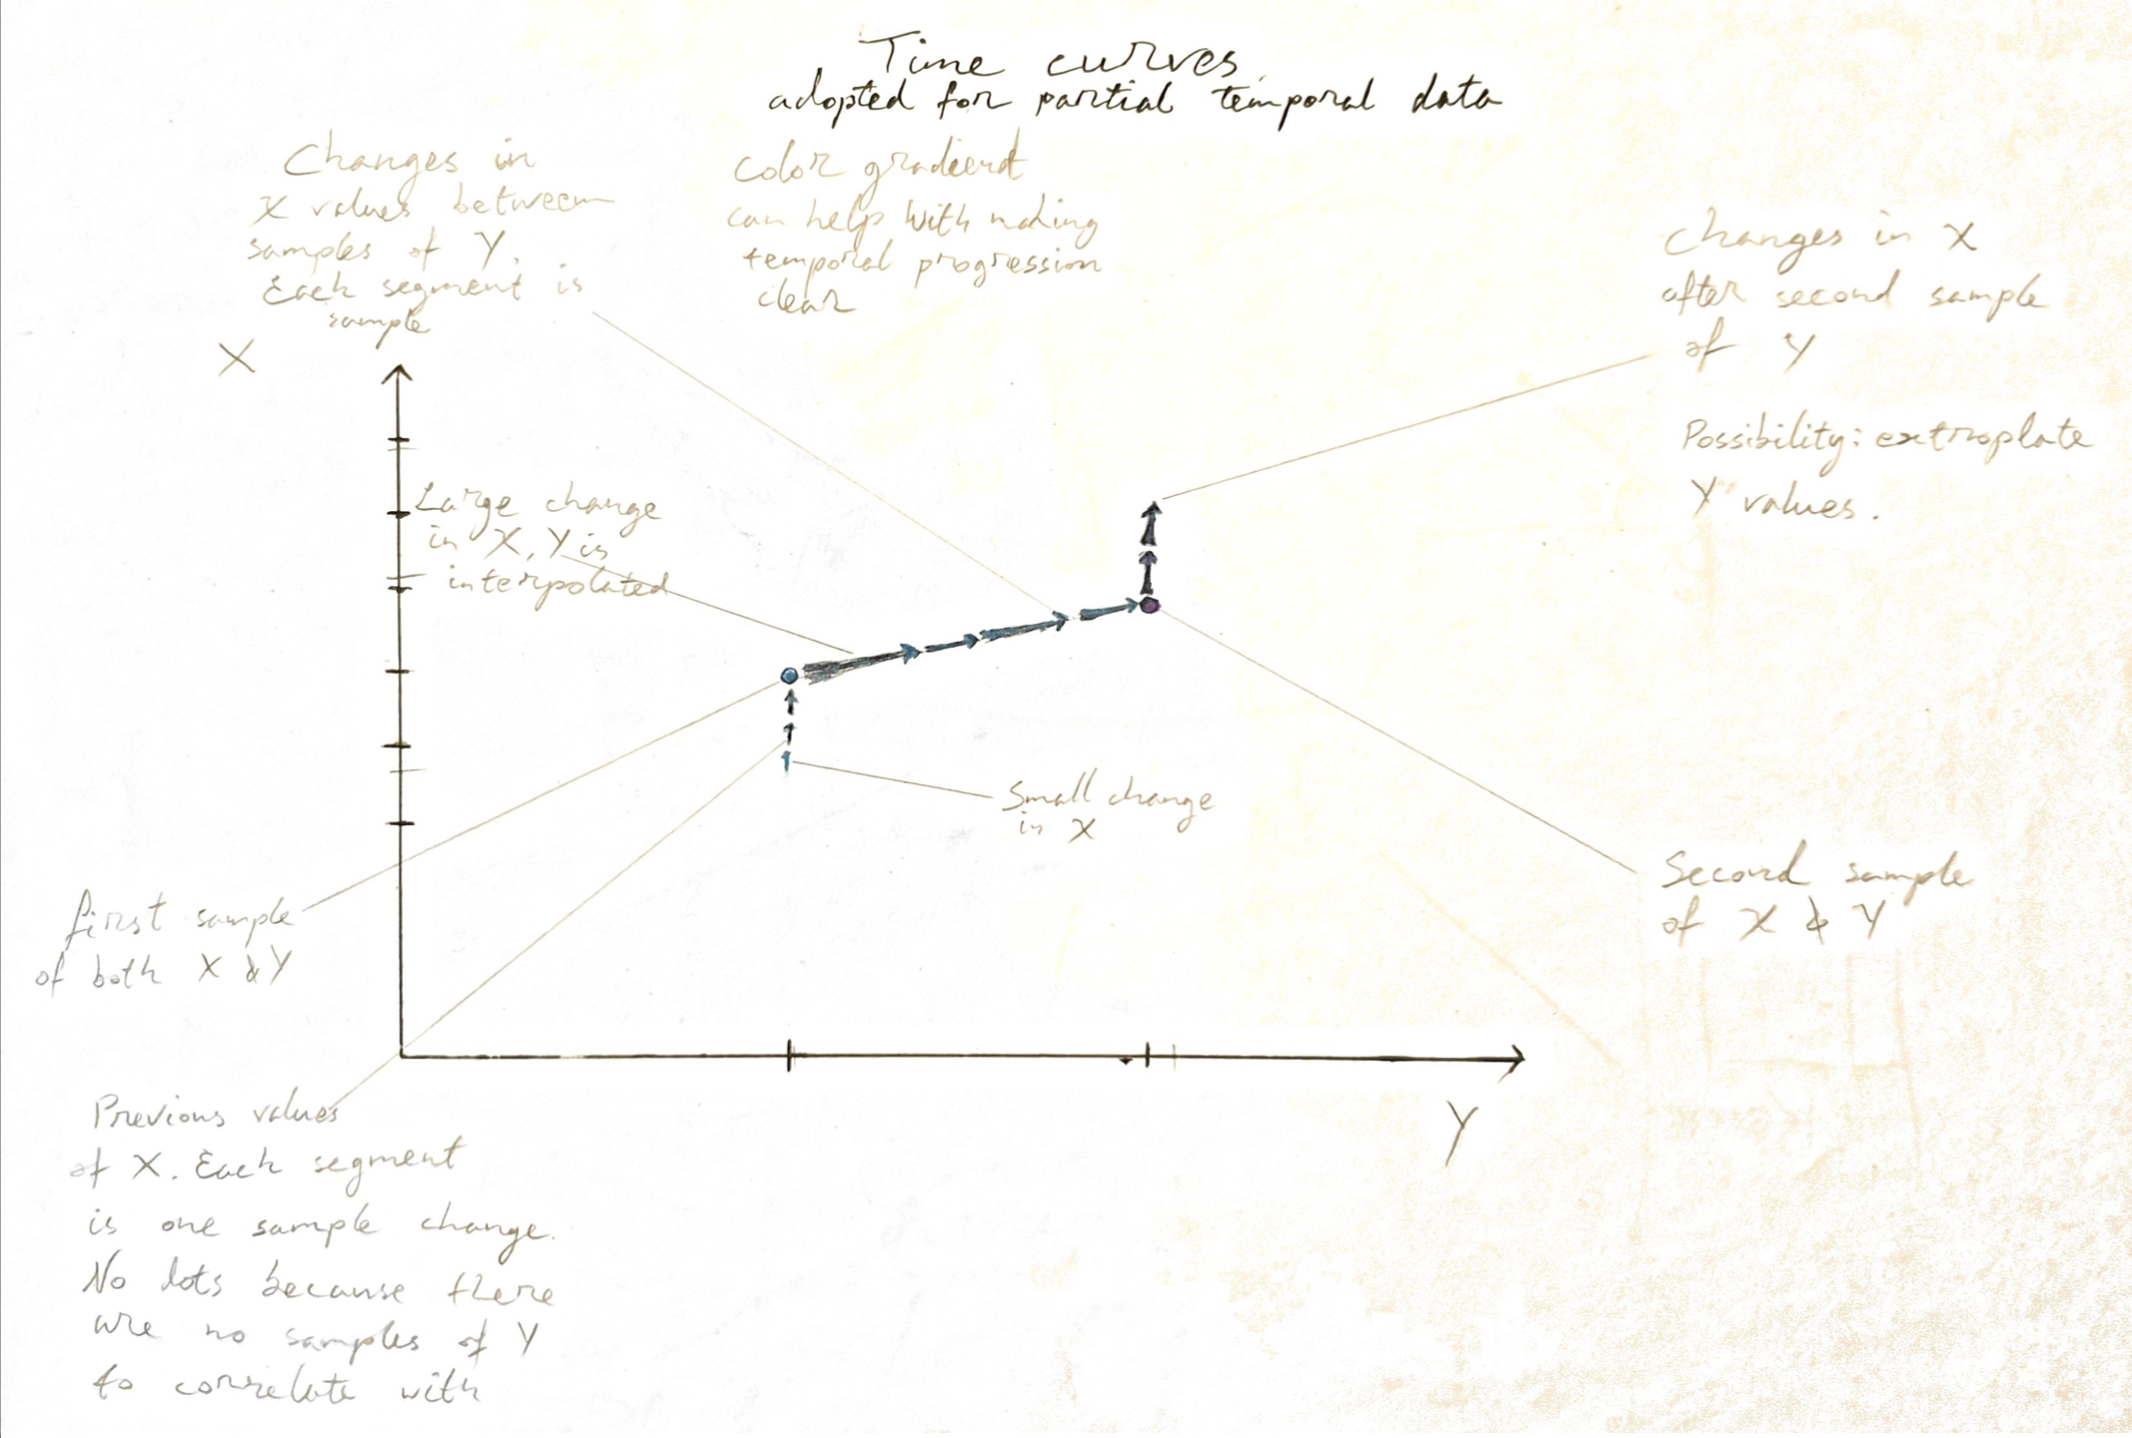 Time curves
adopted for partial temporal data
Changes in
X values between
samples of Y.
Each segment is
sample
color gradient
can help with making
temporal progression
clear
Changes in X
after second sample
of Y
Possibility: extroplate
Y values.
X
Large change
in X, Y is
interpolated
Small change
in X
first sample
of both X & Y
Second sample
of X & Y
Y
Previous values
of X. Each segment
is one sample change.
No dots because there
are no samples of Y
to correlate with